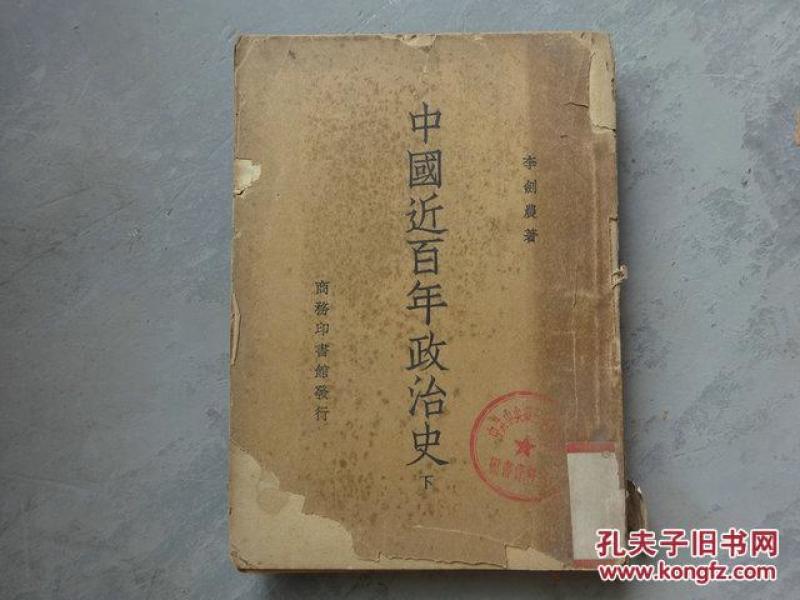 李劍農著
中國近百年政治史
下
商務印書館發行
孔夫子旧书网
www.kongfz.com